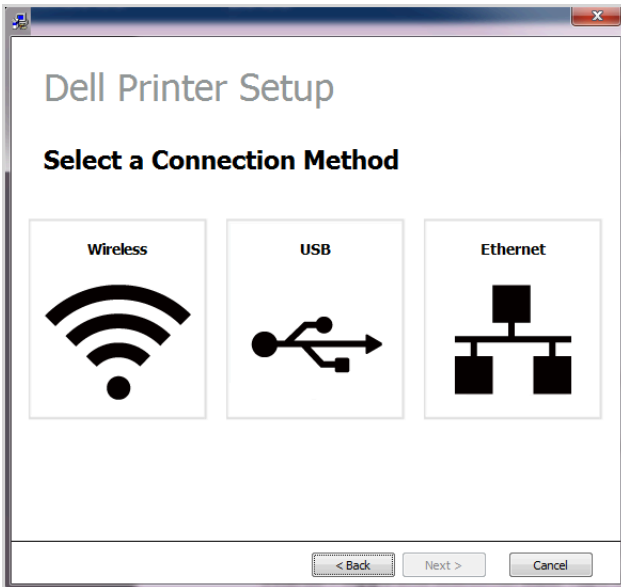 Dell Printer Setup
Select a Connection Method
Wireless USB Ethernet
< Back Next > Cancel